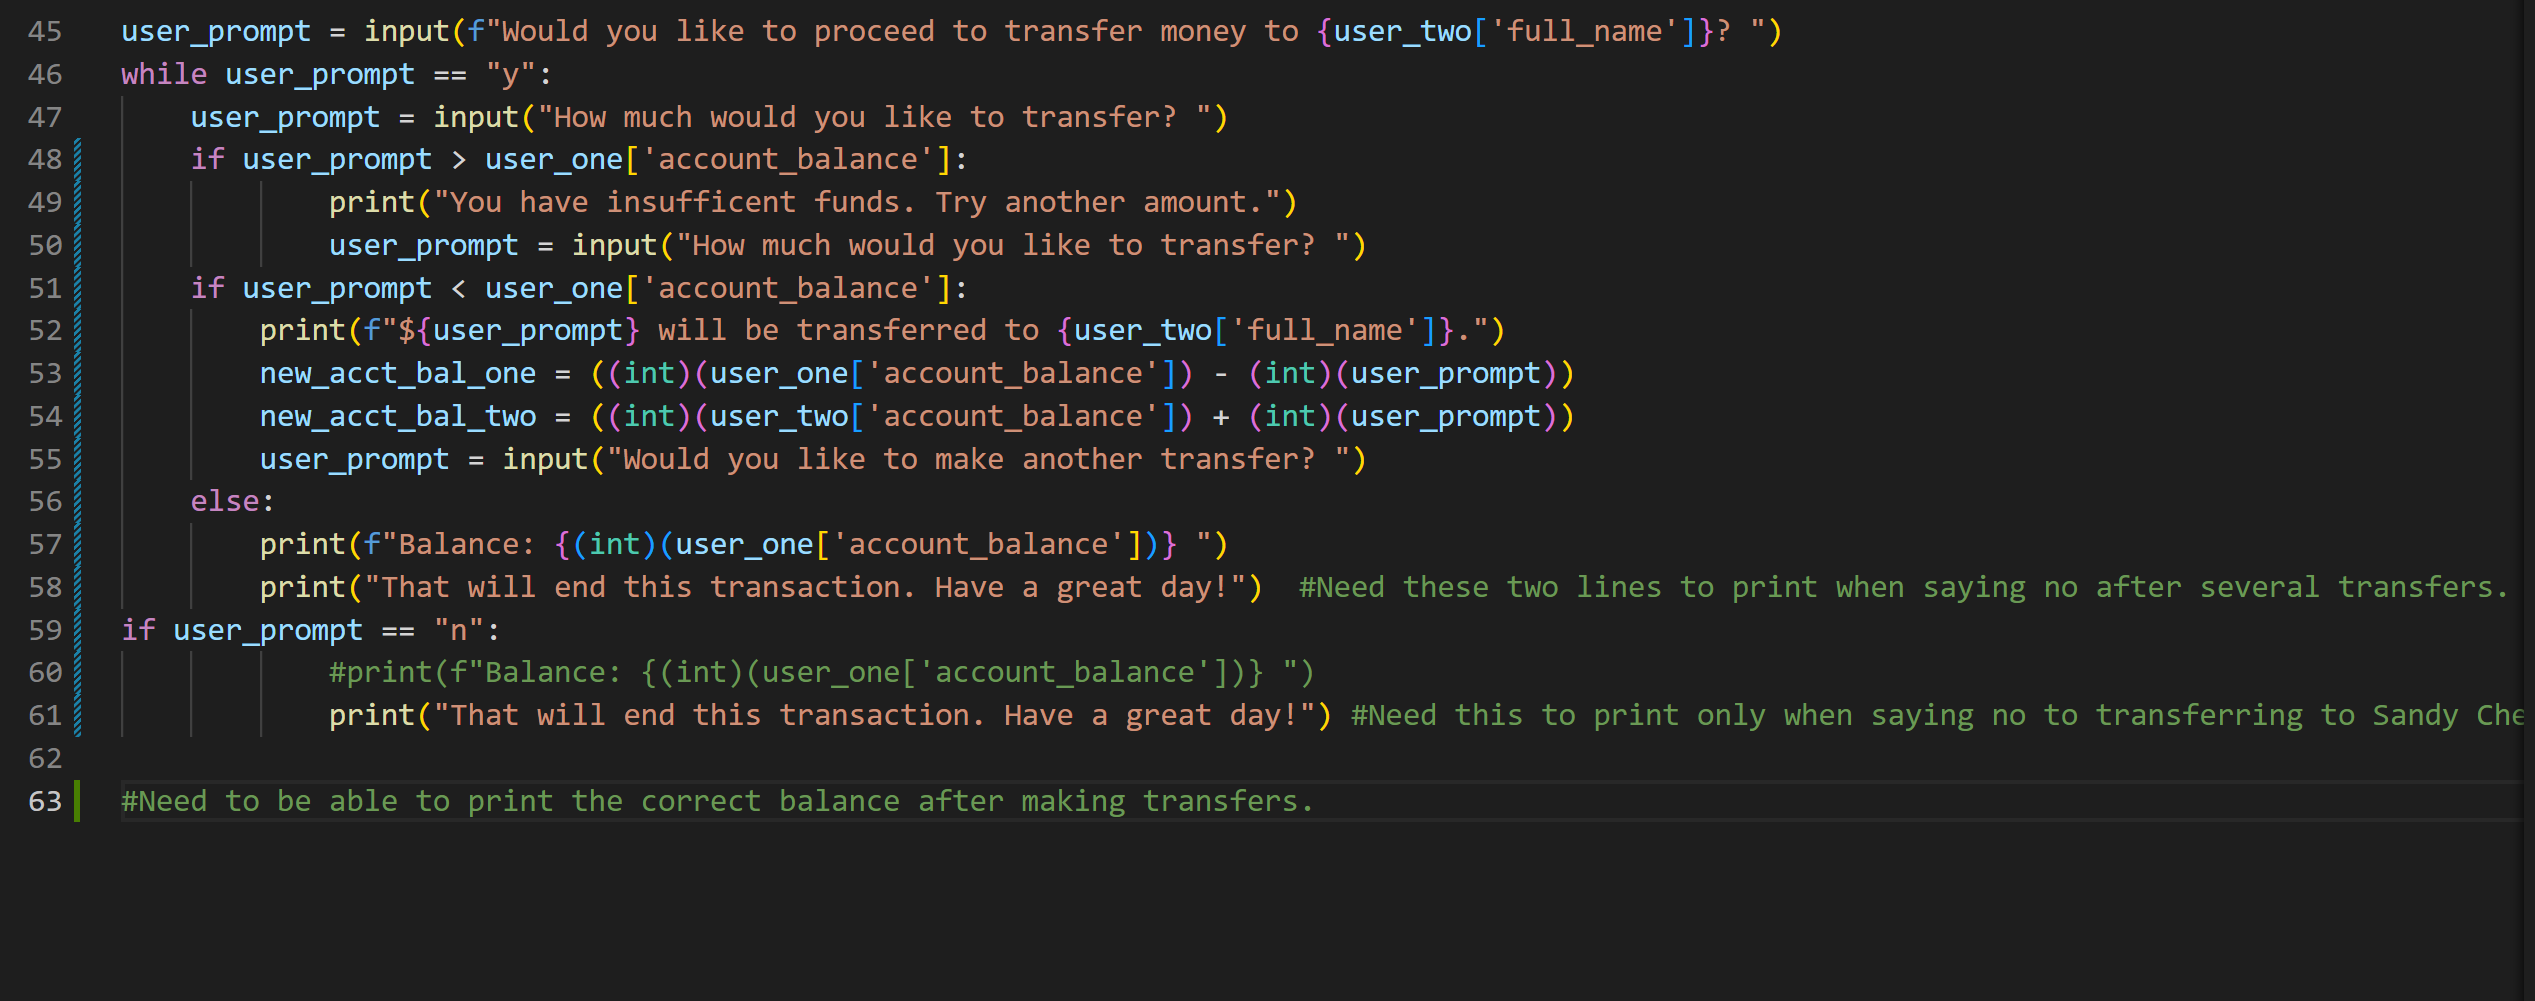 45 user_prompt = input(f"Would you like to proceed to transfer money to {user_two['full_name']}? ")
46 while user_prompt == "y":
47     user_prompt = input("How much would you like to transfer? ")
48     if user_prompt > user_one['account_balance']:
49             print("You have insufficent funds. Try another amount.")
50             user_prompt = input("How much would you like to transfer? ")
51     if user_prompt < user_one['account_balance']:
52         print(f"${user_prompt} will be transferred to {user_two['full_name']}.")
53         new_acct_bal_one = ((int)(user_one['account_balance']) - (int)(user_prompt))
54         new_acct_bal_two = ((int)(user_two['account_balance']) + (int)(user_prompt))
55         user_prompt = input("Would you like to make another transfer? ")
56     else:
57         print(f"Balance: {(int)(user_one['account_balance'])} ")
58         print("That will end this transaction. Have a great day!")  #Need these two lines to print when saying no after several transfers.
59 if user_prompt == "n":
60             #print(f"Balance: {(int)(user_one['account_balance'])} ")
61             print("That will end this transaction. Have a great day!") #Need this to print only when saying no to transferring to Sandy Che
62
63 #Need to be able to print the correct balance after making transfers.